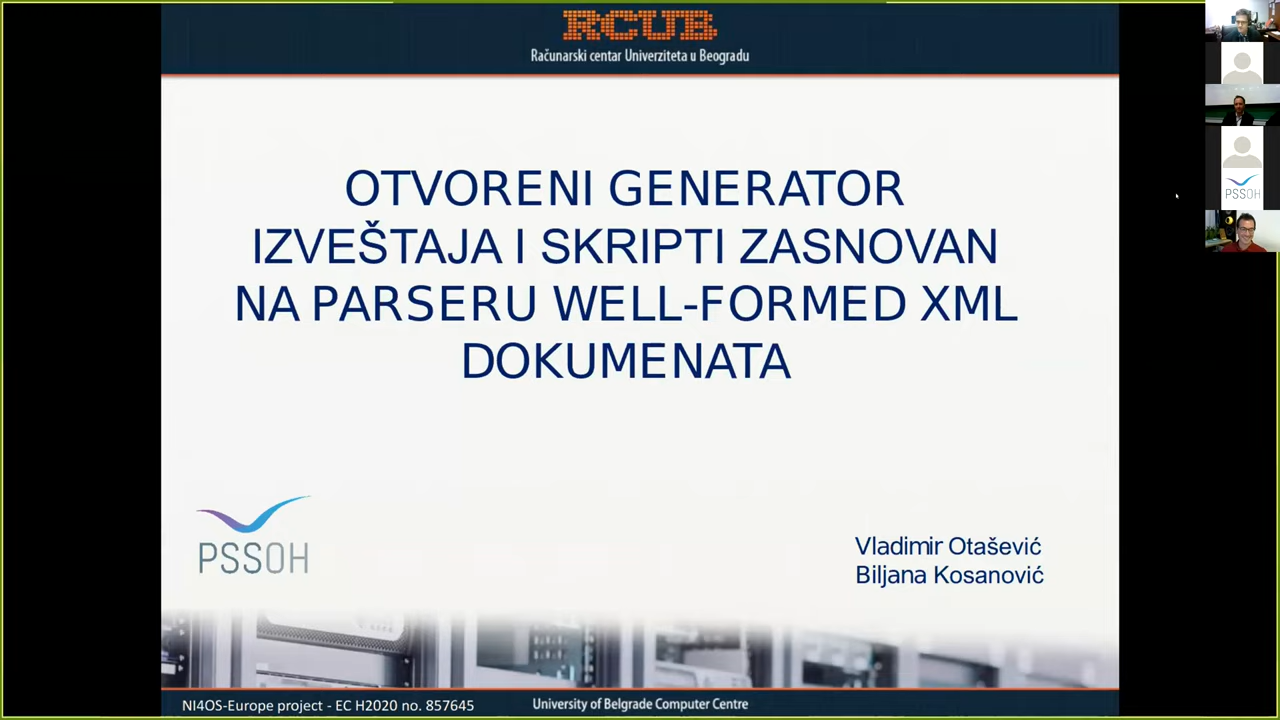 RCUB
Računarski centar Univerziteta u Beogradu
OTVORENI GENERATOR
IZVEŠTAJA I SKRIPTI ZASNOVAN
NA PARSERU WELL-FORMED XML
DOKUMENATA
PSSOH
Vladimir Otašević
Biljana Kosanović
NI4OS-Europe project - EC H2020 no. 857645
University of Belgrade Computer Centre
PSSOH